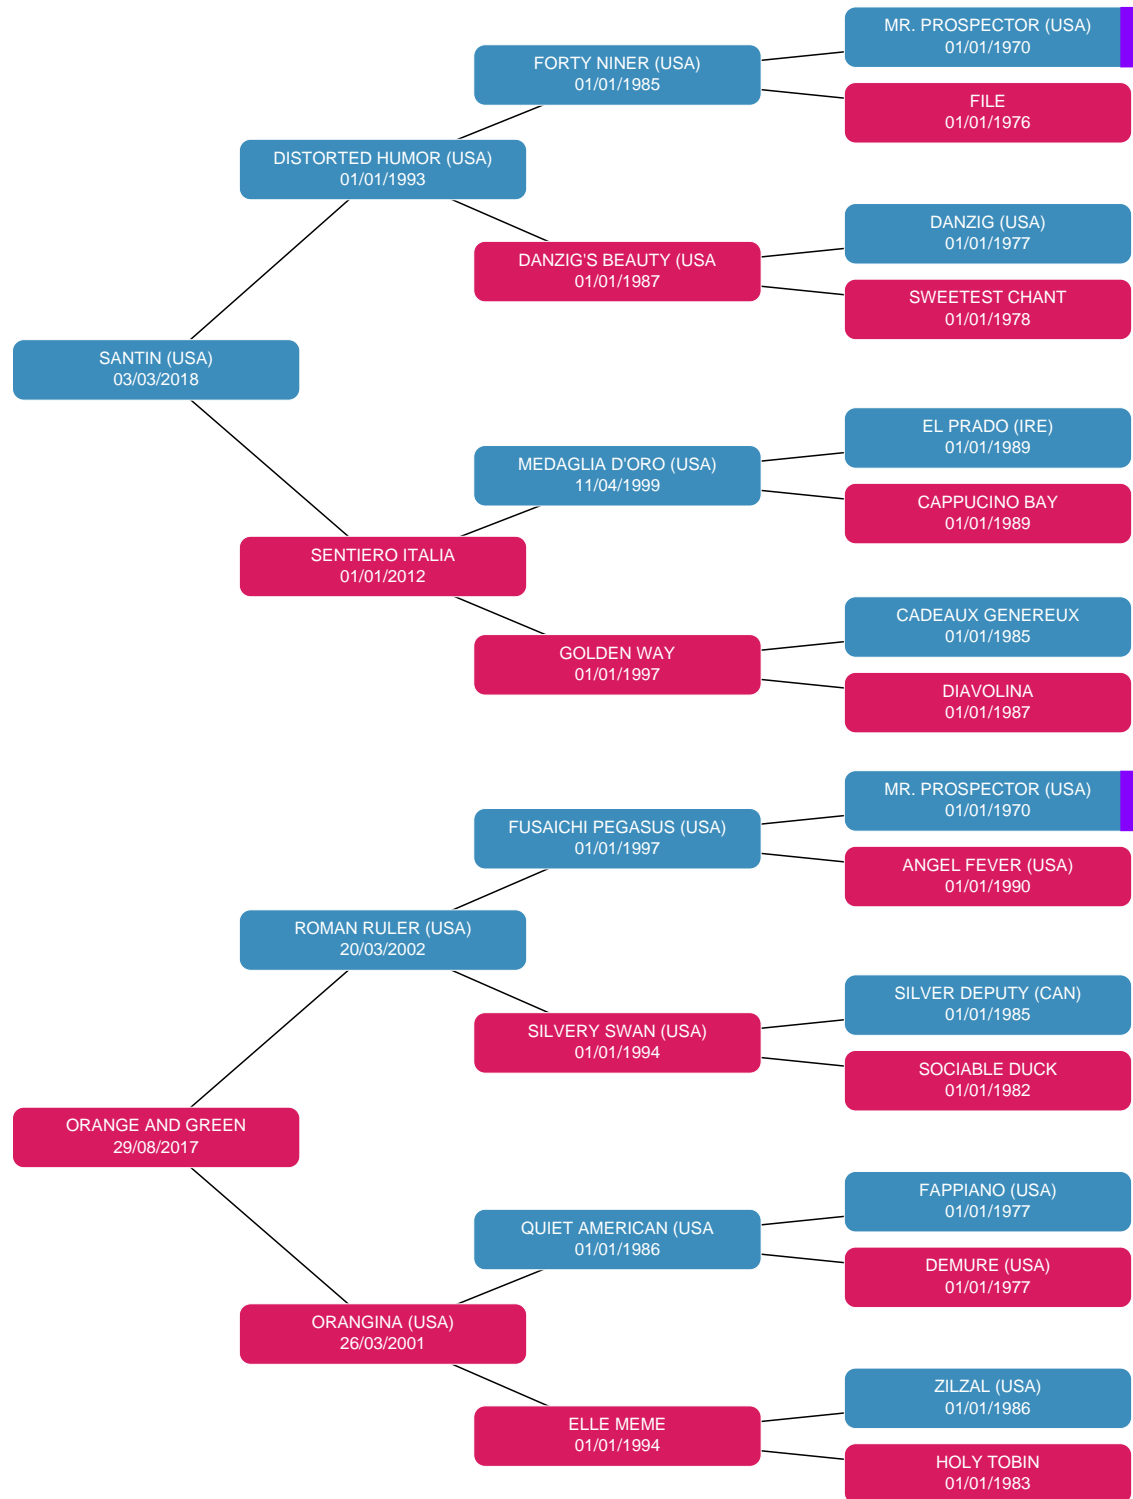 MR. PROSPECTOR (USA)
01/01/1970
FORTY NINER (USA)
01/01/1985
FILE
01/01/1976
DISTORTED HUMOR (USA)
01/01/1993
DANZIG (USA)
01/01/1977
DANZIG'S BEAUTY (USA
01/01/1987
SWEETEST CHANT
01/01/1978
SANTIN (USA)
03/03/2018
EL PRADO (IRE)
01/01/1989
MEDAGLIA D'ORO (USA)
11/04/1999
CAPPUCINO BAY
01/01/1989
SENTIERO ITALIA
01/01/2012
CADEAUX GENEREUX
01/01/1985
GOLDEN WAY
01/01/1997
DIAVOLINA
01/01/1987
MR. PROSPECTOR (USA)
01/01/1970
FUSAICHI PEGASUS (USA)
01/01/1997
ANGEL FEVER (USA)
01/01/1990
ROMAN RULER (USA)
20/03/2002
SILVER DEPUTY (CAN)
01/01/1985
SILVERY SWAN (USA)
01/01/1994
SOCIABLE DUCK
01/01/1982
ORANGE AND GREEN
29/08/2017
FAPPIANO (USA)
01/01/1977
QUIET AMERICAN (USA
01/01/1986
DEMURE (USA)
01/01/1977
ORANGINA (USA)
26/03/2001
ZILZAL (USA)
01/01/1986
ELLE MEME
01/01/1994
HOLY TOBIN
01/01/1983